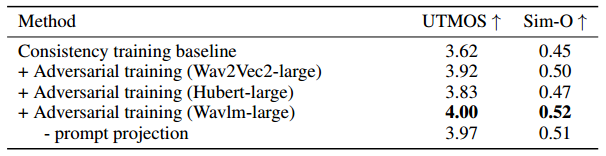 Method UTMOS ↑ Sim-O ↑
Consistency training baseline 3.62 0.45
+ Adversarial training (Wav2Vec2-large) 3.92 0.50
+ Adversarial training (Hubert-large) 3.83 0.47
+ Adversarial training (Wavlm-large) 4.00 0.52
- prompt projection 3.97 0.51